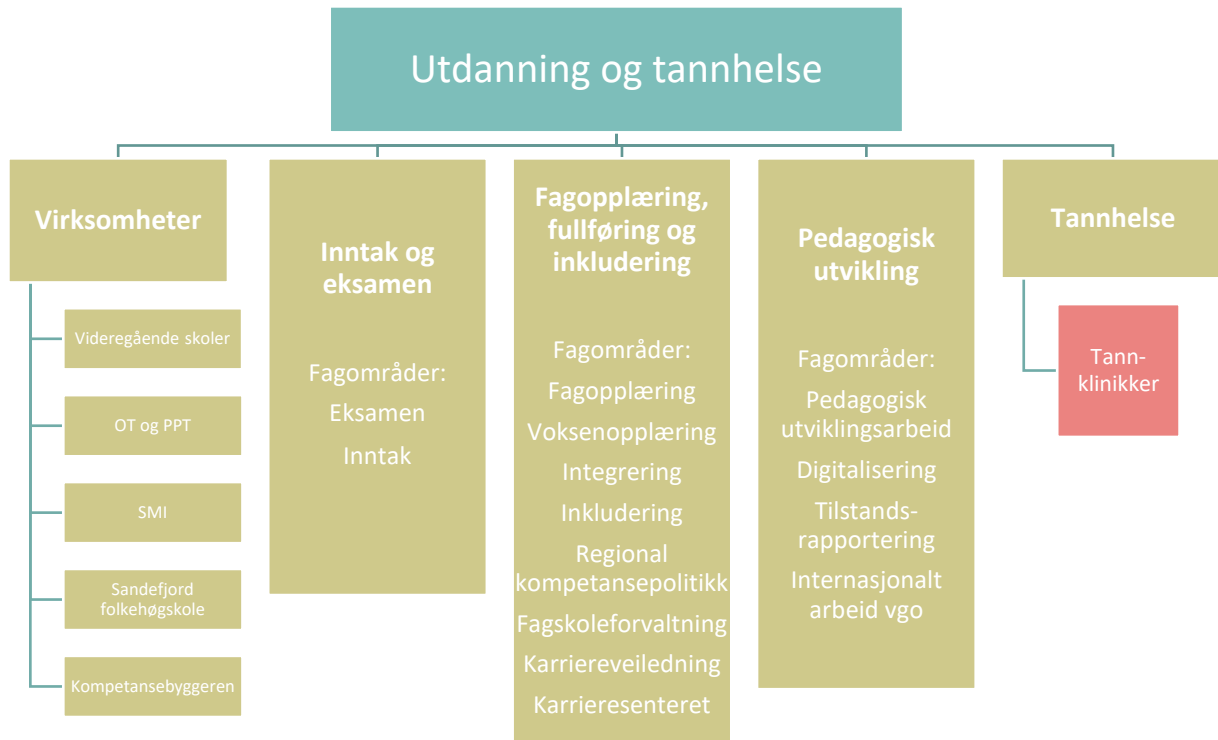 Utdanning og tannhelse
Virksomheter
Videregående skoler
OT og PPT
SMI
Sandefjord
folkehøgskole
Kompetansebyggeren
Inntak og
eksamen
Fagområder:
Eksamen
Inntak
Fagopplæring,
fullføring og
inkludering
Fagområder:
Fagopplæring
Voksenopplæring
Integrering
Inkludering
Regional
kompetansepolitikk
Fagskoleforvaltning
Karriereveiledning
Karrieresenteret
Pedagogisk
utvikling
Fagområder:
Pedagogisk
utviklingsarbeid
Digitalisering
Tilstands-
rapportering
Internasjonalt
arbeid vgo
Tannhelse
Tann-
klinikker